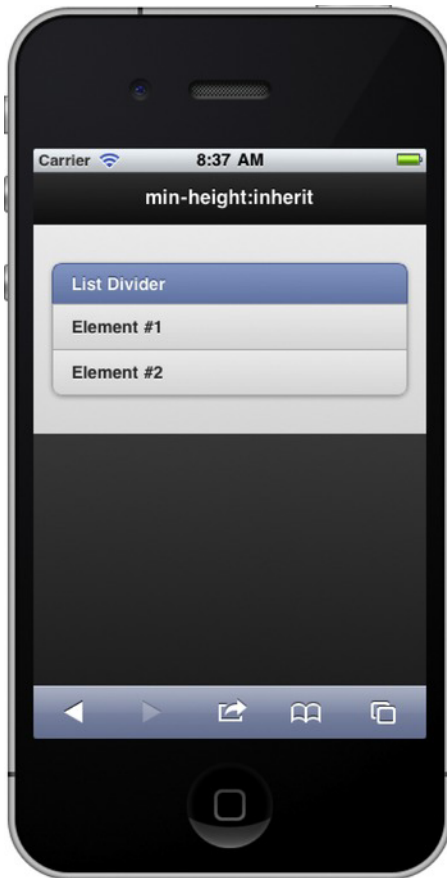 Carrier 8:37 AM
min-height:inherit
List Divider
Element #1
Element #2